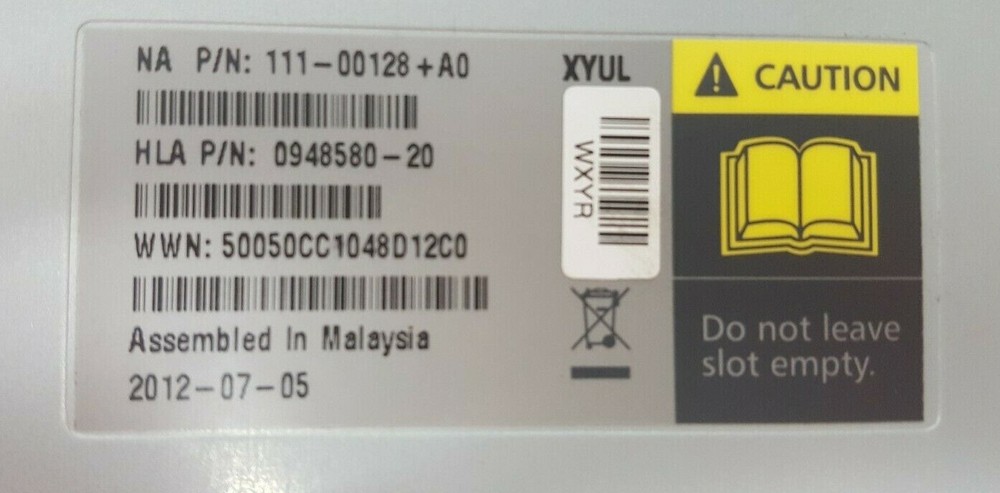 NA P/N: 111-00128+A0
HLA P/N: 0948580-20
WWN: 50050CC1048D12C0
Assembled In Malaysia
2012-07-05
XYUL
WXYR
CAUTION
Do not leave
slot empty.